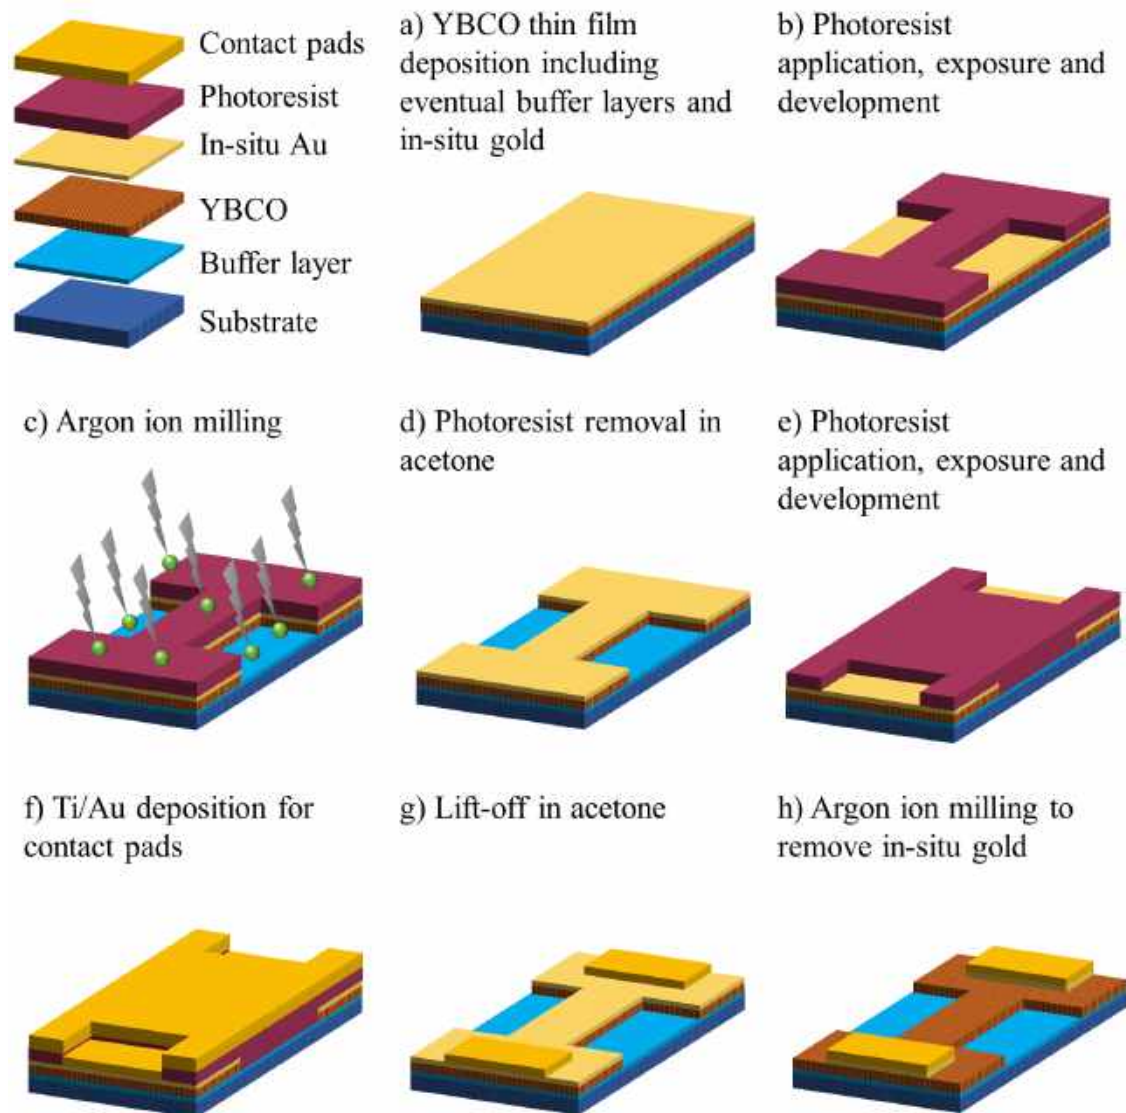 Contact pads
Photoresist
In-situ Au
YBCO
Buffer layer
Substrate
a) YBCO thin film
deposition including
eventual buffer layers and
in-situ gold
b) Photoresist
application, exposure and
development
c) Argon ion milling
d) Photoresist removal in
acetone
e) Photoresist
application, exposure and
development
f) Ti/Au deposition for
contact pads
g) Lift-off in acetone
h) Argon ion milling to
remove in-situ gold